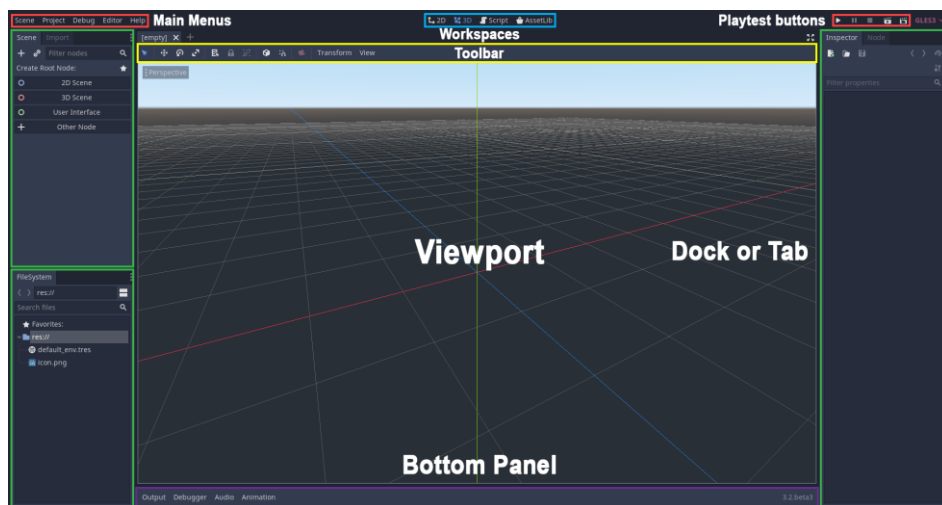 Scene Project Debug Editor Help Main Menus 2D 3D Script AssetLib Playtest buttons GLES3
Scene Import [empty] X + Workspaces Inspector Node
Filter nodes Transform View Toolbar
Create Root Node: Perspective
2D Scene Filter properties
3D Scene
User Interface
Other Node
Viewport Dock or Tab
FileSystem
res://
Search files
Favorites:
res://
default_env.tres
icon.png
Bottom Panel
Output Debugger Audio Animation 3.2.beta3